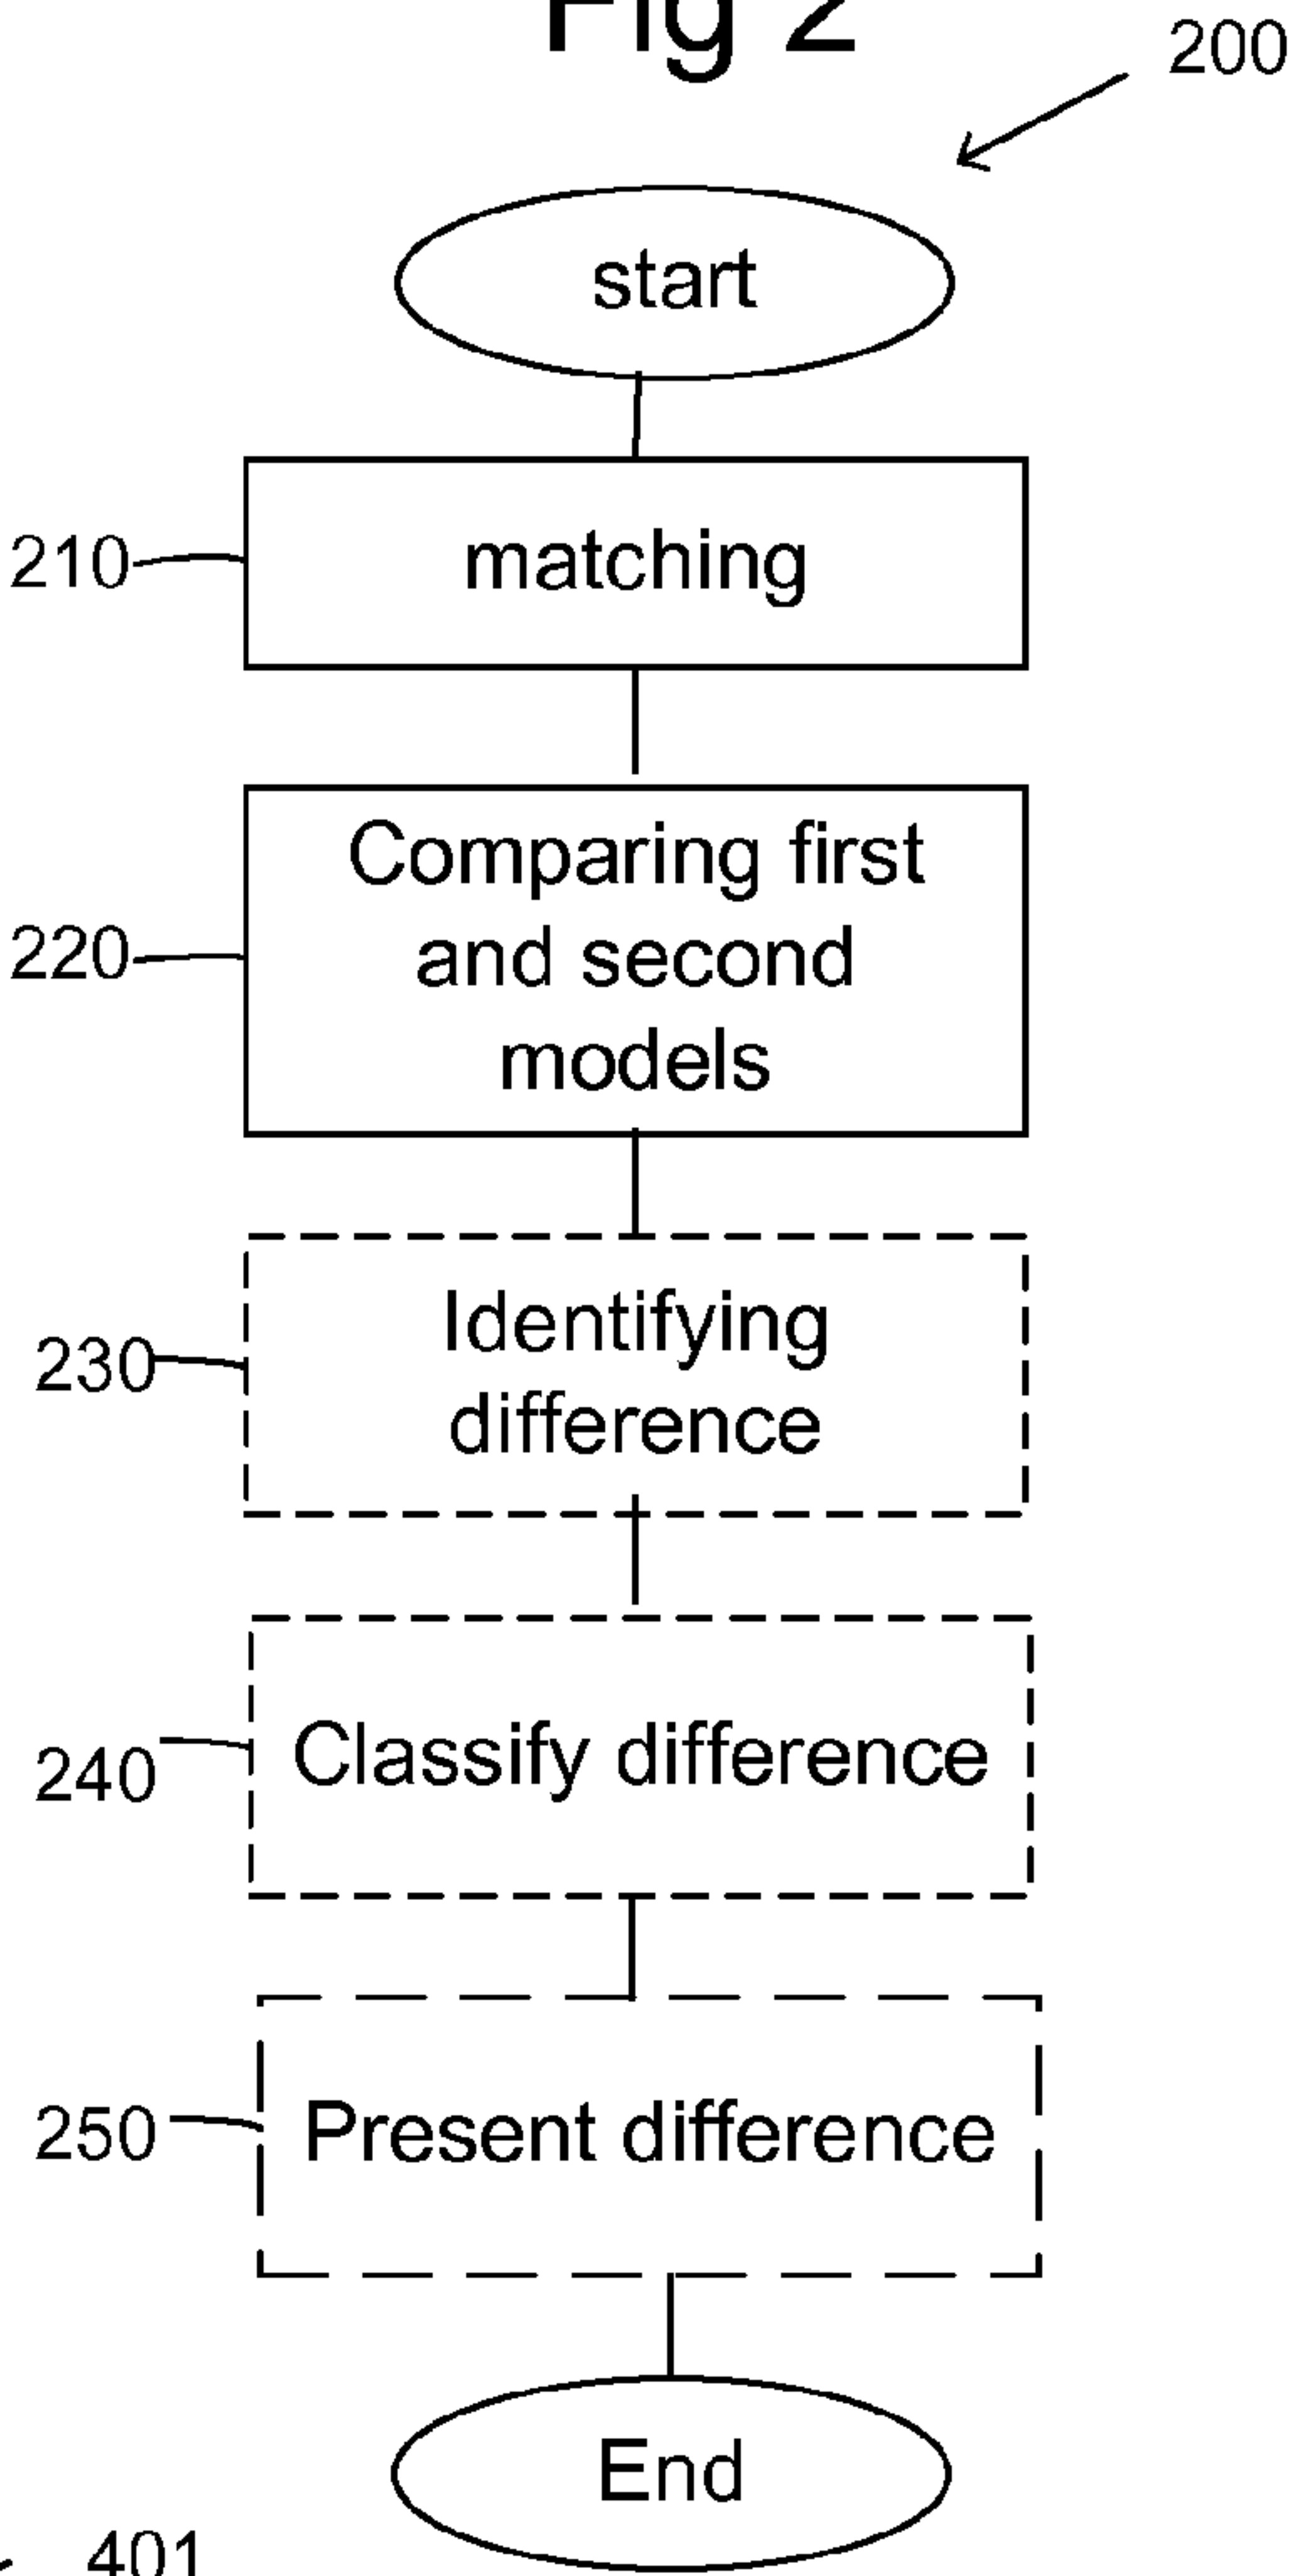 Fig 2
200
start
210
matching
220
Comparing first
and second
models
230
Identifying
difference
240
Classify difference
250
Present difference
End
401